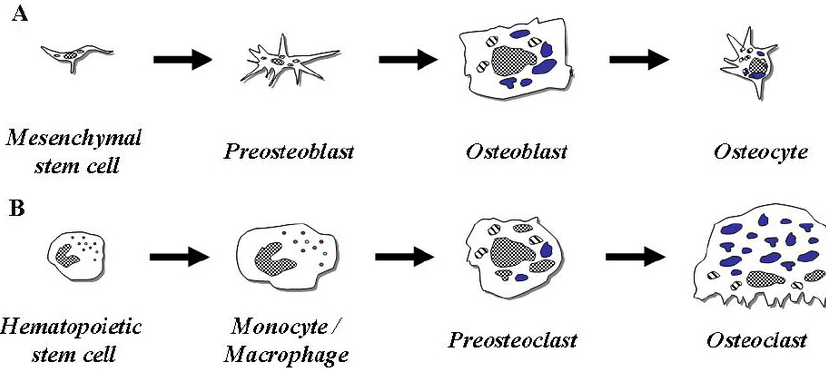 A
Mesenchymal
stem cell
Preosteoblast
Osteoblast
Osteocyte
B
Hematopoietic
stem cell
Monocyte /
Macrophage
Preosteoclast
Osteoclast